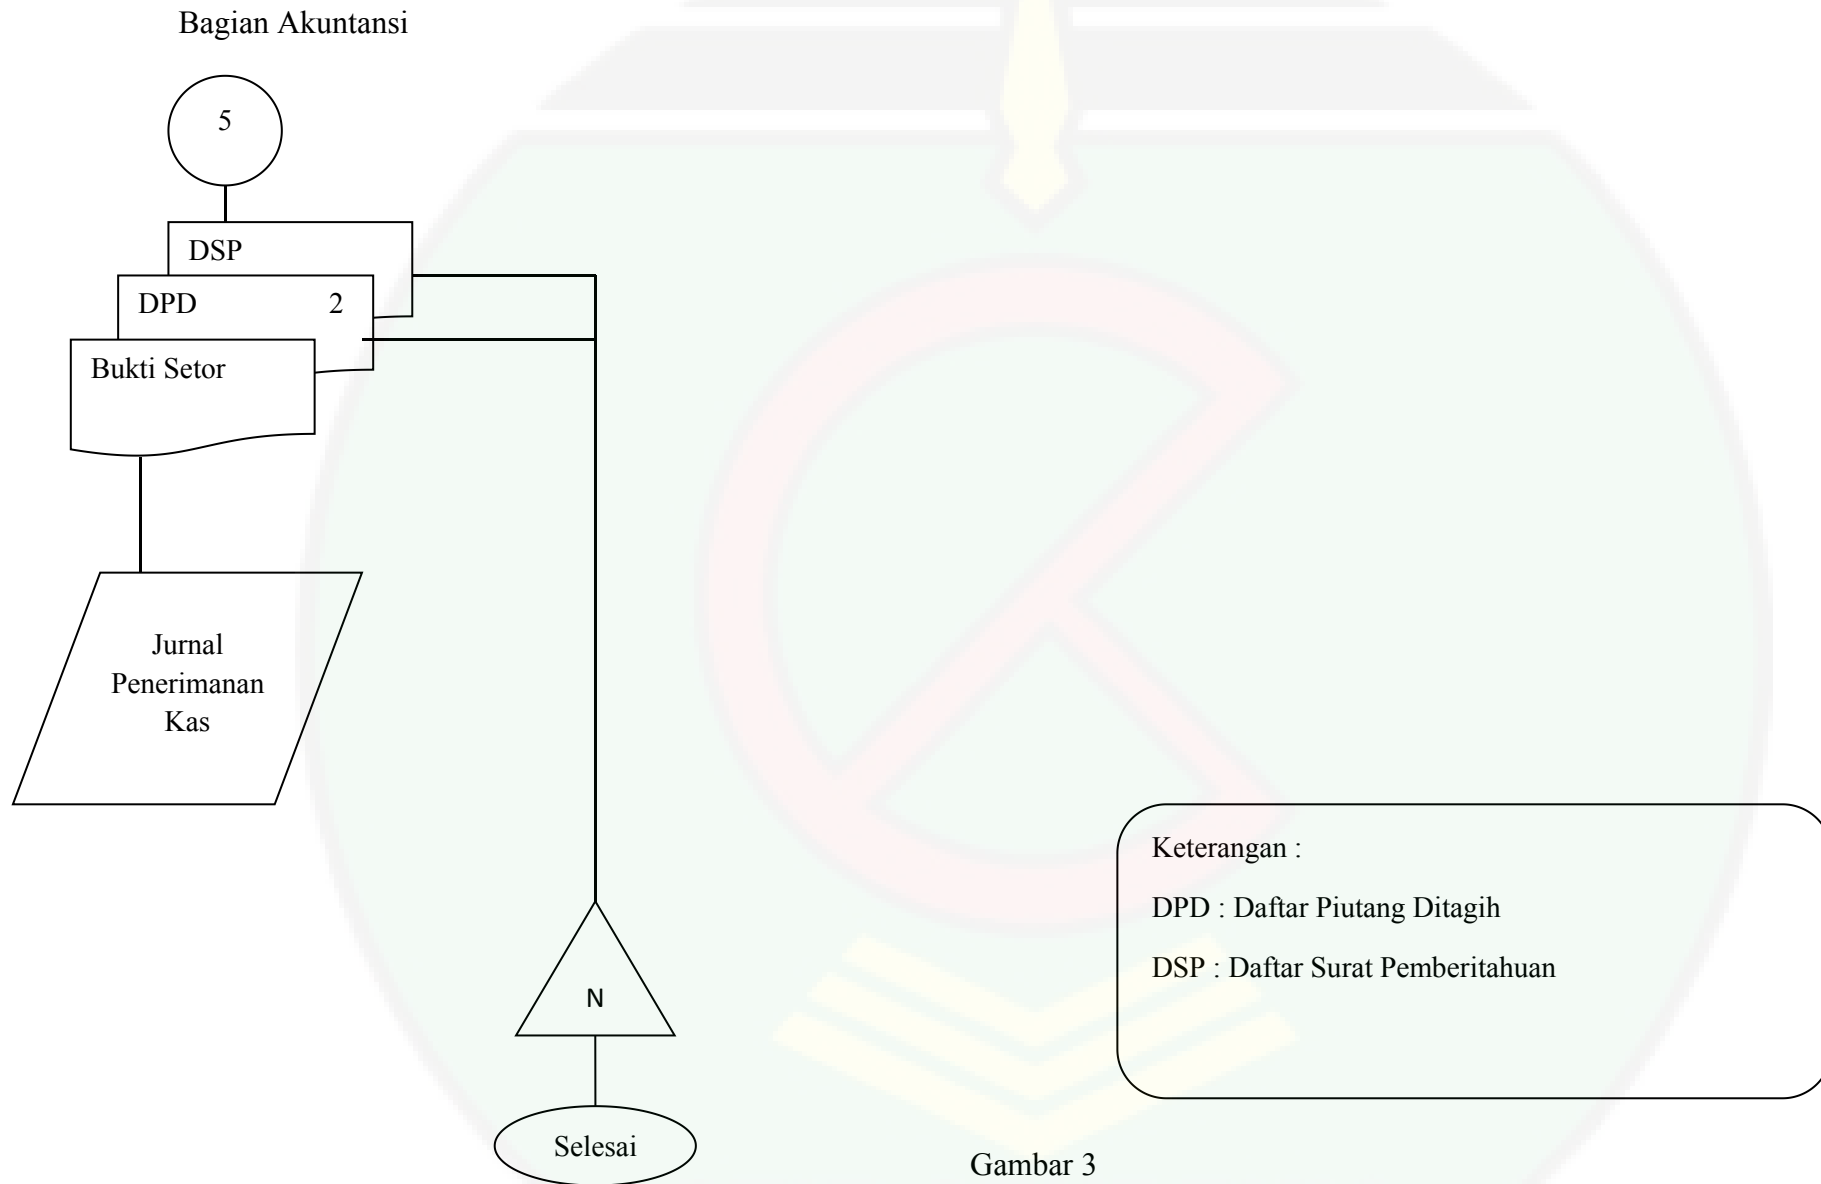 Bagian Akuntansi
5
DSP
DPD 2
Bukti Setor
Jurnal
Penerimanan
Kas
N
Selesai
Keterangan :
DPD : Daftar Piutang Ditagih
DSP : Daftar Surat Pemberitahuan
Gambar 3